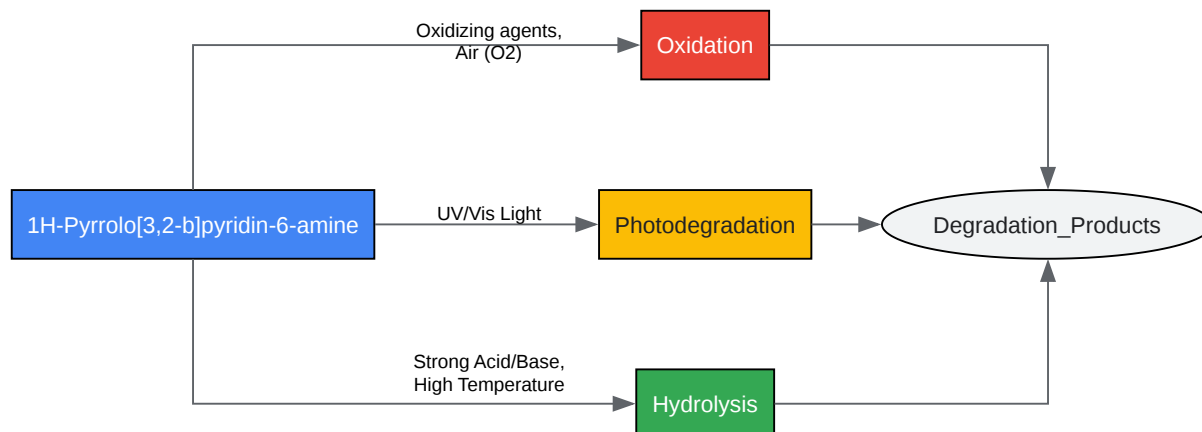 Oxidizing agents,
Air (O2)
Oxidation
1H-Pyrrolo[3,2-b]pyridin-6-amine
UV/Vis Light
Photodegradation
Degradation_Products
Strong Acid/Base,
High Temperature
Hydrolysis